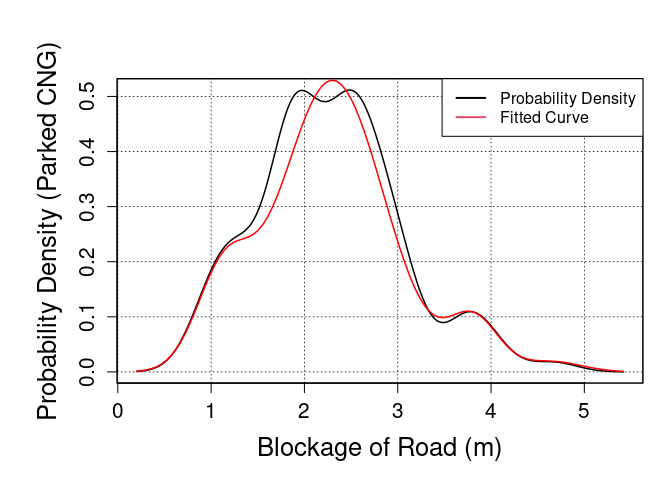 Probability Density (Parked CNG)
0.5
0.4
0.3
0.2
0.1
0.0
Probability Density
Fitted Curve
0 1 2 3 4 5
Blockage of Road (m)